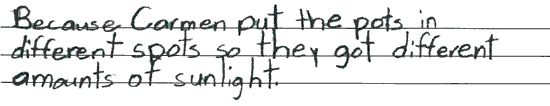 Because Carmen put the pots in
different spots so they got different
amounts of sunlight.